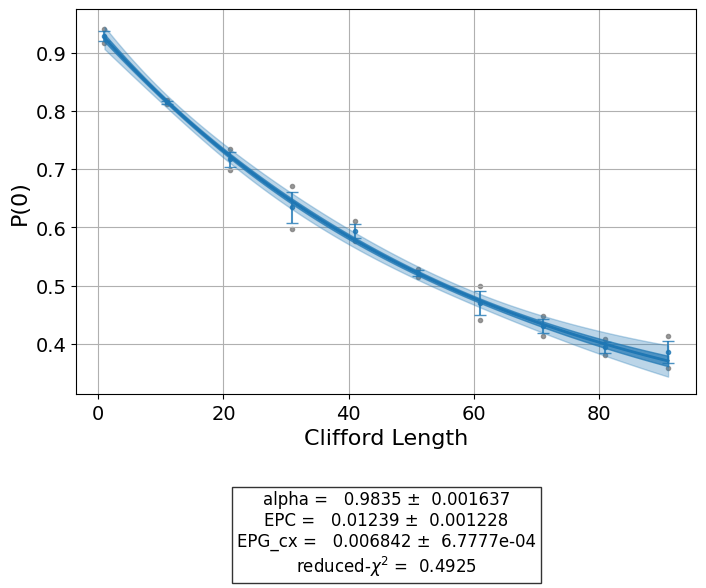 0.9
0.8
0.7
0.6
0.5
0.4
P(0)
0 20 40 60 80
Clifford Length
alpha = 0.9835 ± 0.001637
EPC = 0.01239 ± 0.001228
EPG_cx = 0.006842 ± 6.7777e-04
reduced-χ² = 0.4925